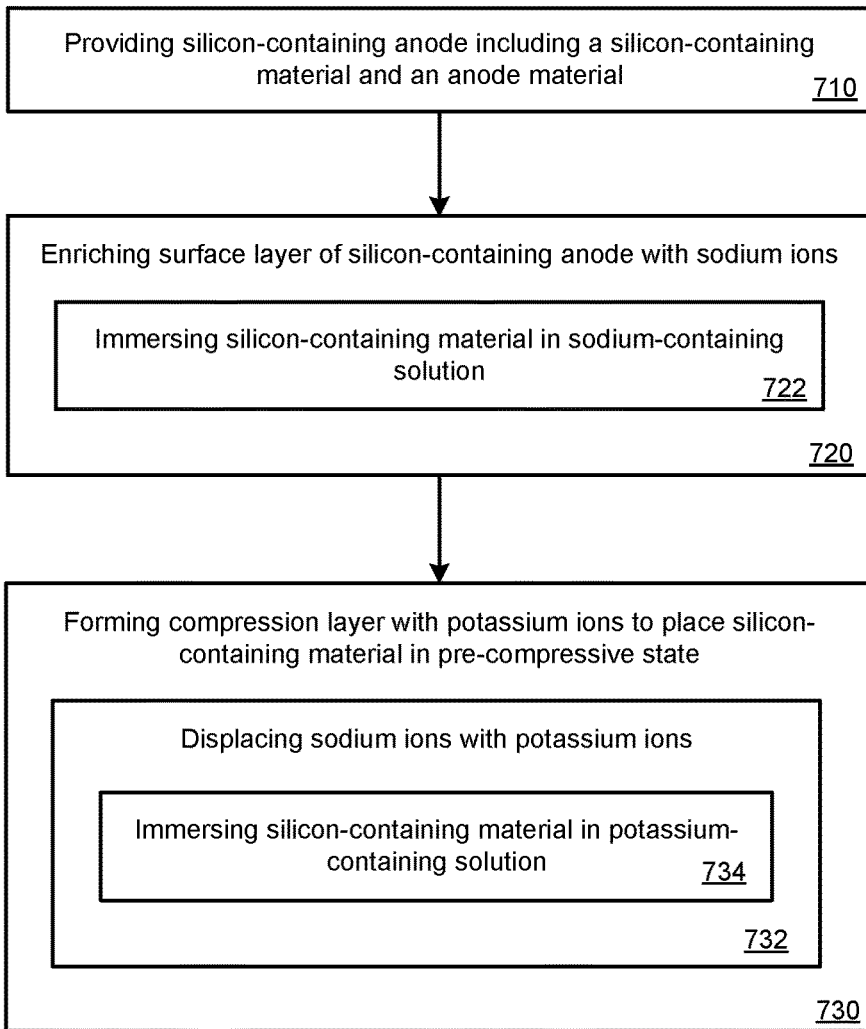 Providing silicon-containing anode including a silicon-containing
material and an anode material
710
Enriching surface layer of silicon-containing anode with sodium ions
Immersing silicon-containing material in sodium-containing
solution
722
720
Forming compression layer with potassium ions to place silicon-
containing material in pre-compressive state
Displacing sodium ions with potassium ions
Immersing silicon-containing material in potassium-
containing solution
734
732
730